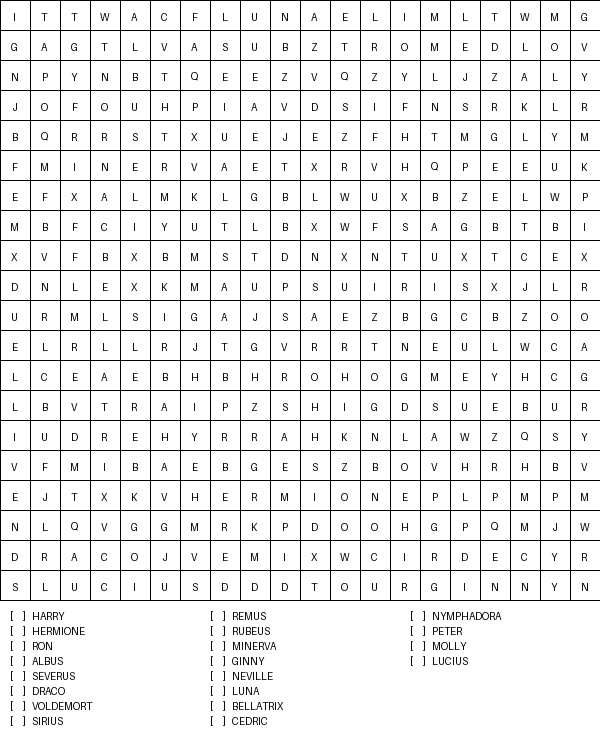 I T T W A C F L U N A E L I M L T W M G
G A G T L V A S U B Z T R O M E D L O V
N P Y N B T Q E E Z V Q Z Y L J Z A L Y
J O F O U H P I A V D S I F N S R K L R
B Q R R S T X U E J E Z F H T M G L Y M
F M I N E R V A E T X R V H Q P E E U K
E F X A L M K L G B L W U X B Z E L W P
M B F C I Y U T L B X W F S A G B T B I
X V F B X B M S T D N X N T U X T C E X
D N L E X K M A U P S U I R I S X J L R
U R M L S I G A J S A E Z B G C B Z O O
E L R L L R J T G V R R T N E U L W C A
L C E A E B H B H R O H O G M E Y H C G
L B V T R A I P Z S H I G D S U E B U R
I U D R E H Y R R A H K N L A W Z Q S Y
V F M I B A E B G E S Z B O V H R H B V
E J T X K V H E R M I O N E P L P M P M
N L Q V G G M R K P D O O H G P Q M J W
D R A C O J V E M I X W C I R D E C Y R
S L U C I U S D D D T O U R G I N N Y N
[ ] HARRY
[ ] HERMIONE
[ ] RON
[ ] ALBUS
[ ] SEVERUS
[ ] DRACO
[ ] VOLDEMORT
[ ] SIRIUS
[ ] REMUS
[ ] RUBEUS
[ ] MINERVA
[ ] GINNY
[ ] NEVILLE
[ ] LUNA
[ ] BELLATRIX
[ ] CEDRIC
[ ] NYMPHADORA
[ ] PETER
[ ] MOLLY
[ ] LUCIUS